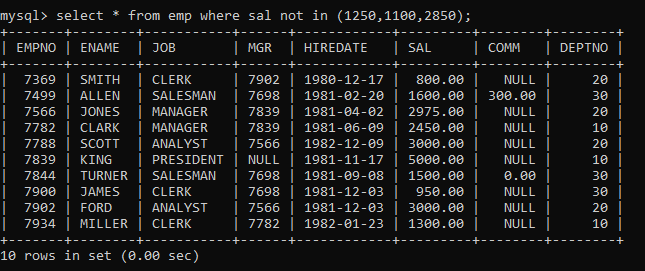 mysql> select * from emp where sal not in (1250,1100,2850);
+-------+--------+-----------+------+------------+---------+--------+--------+
| EMPNO | ENAME  | JOB       | MGR  | HIREDATE   | SAL     | COMM   | DEPTNO |
+-------+--------+-----------+------+------------+---------+--------+--------+
|  7369 | SMITH  | CLERK     | 7902 | 1980-12-17 |  800.00 |   NULL |     20 |
|  7499 | ALLEN  | SALESMAN  | 7698 | 1981-02-20 | 1600.00 | 300.00 |     30 |
|  7566 | JONES  | MANAGER   | 7839 | 1981-04-02 | 2975.00 |   NULL |     20 |
|  7782 | CLARK  | MANAGER   | 7839 | 1981-06-09 | 2450.00 |   NULL |     10 |
|  7788 | SCOTT  | ANALYST   | 7566 | 1982-12-09 | 3000.00 |   NULL |     20 |
|  7839 | KING   | PRESIDENT | NULL | 1981-11-17 | 5000.00 |   NULL |     10 |
|  7844 | TURNER | SALESMAN  | 7698 | 1981-09-08 | 1500.00 |   0.00 |     30 |
|  7900 | JAMES  | CLERK     | 7698 | 1981-12-03 |  950.00 |   NULL |     30 |
|  7902 | FORD   | ANALYST   | 7566 | 1981-12-03 | 3000.00 |   NULL |     20 |
|  7934 | MILLER | CLERK     | 7782 | 1982-01-23 | 1300.00 |   NULL |     10 |
+-------+--------+-----------+------+------------+---------+--------+--------+
10 rows in set (0.00 sec)